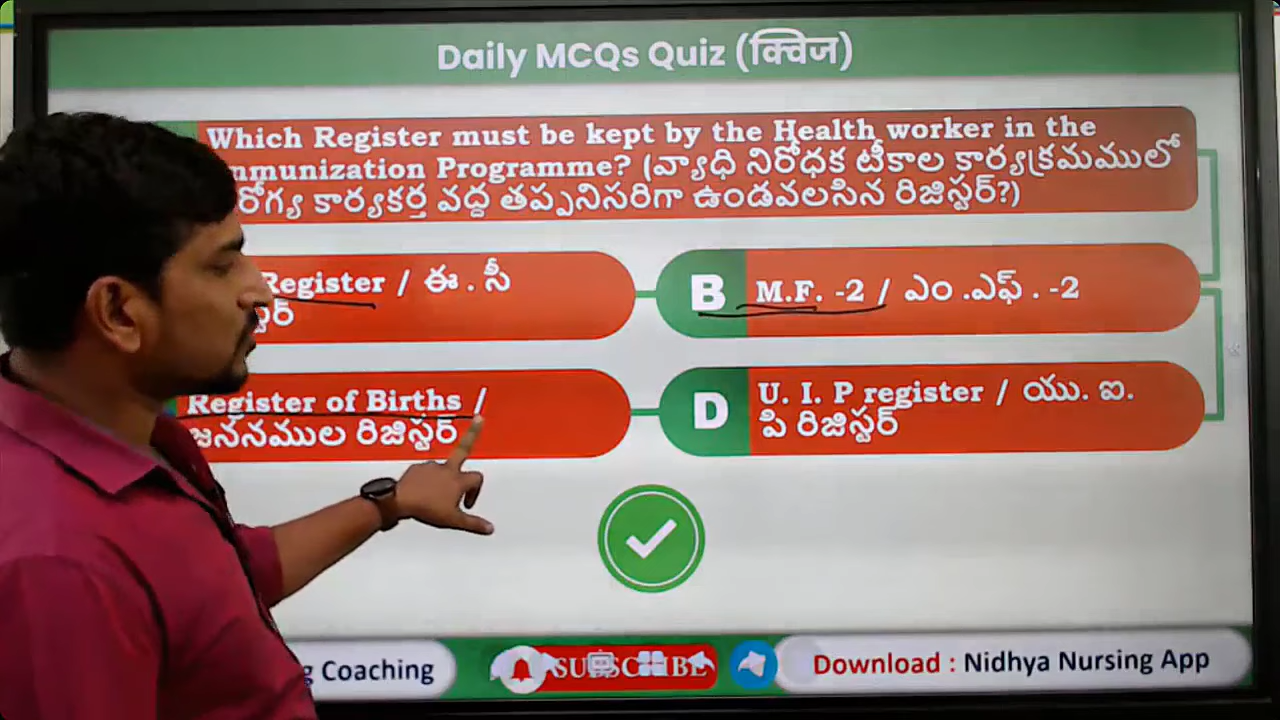 Daily MCQs Quiz (क्विज)
Which Register must be kept by the Health worker in the
mmunization Programme? (వ్యాధి నిరోధక టీకాల కార్యక్రమములో
రోగ్య కార్యకర్త వద్ద తప్పనిసరిగా ఉండవలసిన రిజిస్టర్?)
Register / ఈ . సీ
స్టర్
B M.F. -2 / ఎం .ఎఫ్ . -2
Register of Births /
జననముల రిజిస్టర్
D U. I. P register / యు. ఐ.
పి రిజిస్టర్
g Coaching
SUBSCRIBE
Download : Nidhya Nursing App